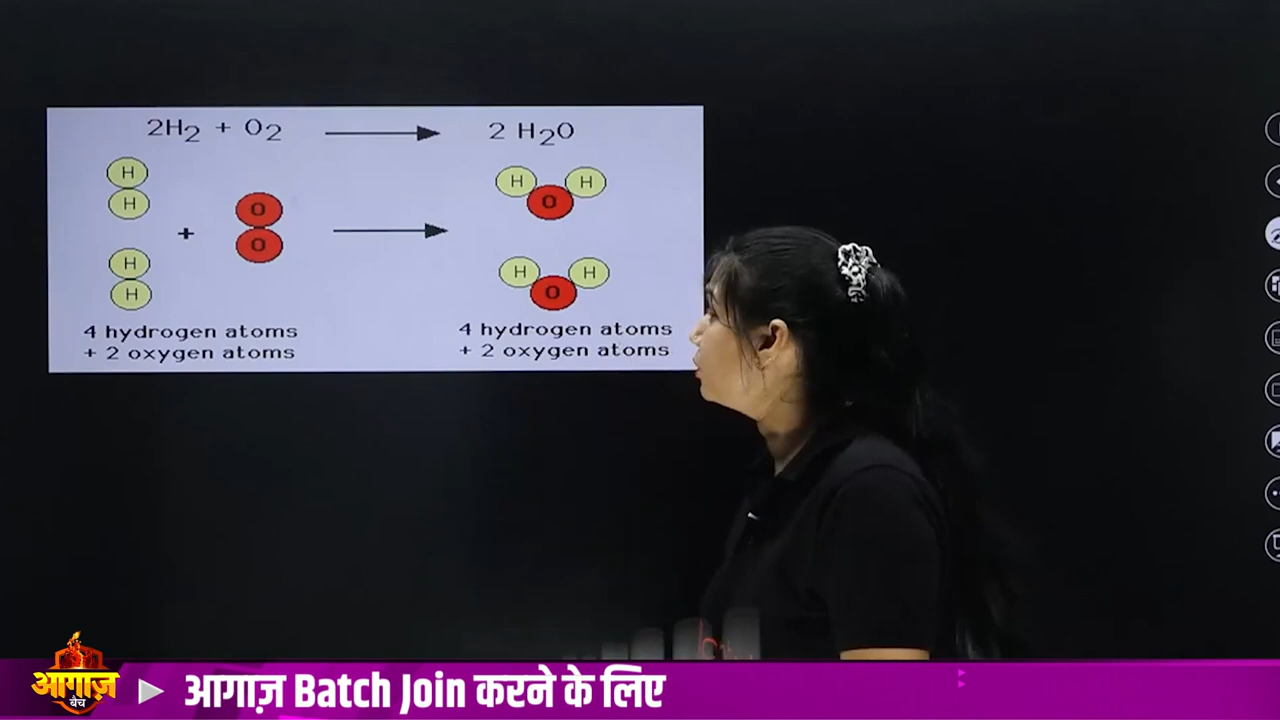 2H₂ + O₂ → 2 H₂O
H H O
H O H H
+ → O
H H H
H O
4 hydrogen atoms 4 hydrogen atoms
+ 2 oxygen atoms + 2 oxygen atoms
आगाज़ बैच
आगाज़ Batch Join करने के लिए